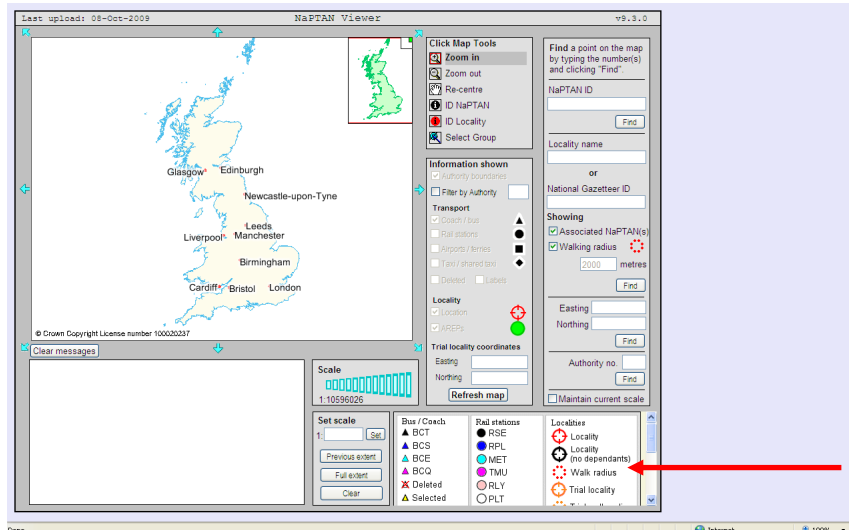 Last upload: 08-Oct-2009
NaPTAN Viewer
v9.3.0
Glasgow
Edinburgh
Newcastle-upon-Tyne
Leeds
Liverpool
Manchester
Birmingham
Cardiff
Bristol
London
© Crown Copyright License number 100020237
Click Map Tools
Zoom in
Zoom out
Re-centre
ID NaPTAN
ID Locality
Select Group
Information shown
Authority boundaries
Filter by Authority
Transport
Coach / bus
Rail stations
Airports / ferries
Taxi / shared taxi
Deleted
Labels
Locality
Location
AREPs
Trial locality coordinates
Easting
Northing
Refresh map
Find a point on the map
by typing the number(s)
and clicking "Find".
NaPTAN ID
Find
Locality name
or
National Gazetteer ID
Showing
Associated NaPTAN(s)
Walking radius
2000 metres
Find
Easting
Northing
Find
Authority no.
Find
Maintain current scale
Clear messages
Scale
1:10596026
Set scale
1:
Set
Previous extent
Full extent
Clear
Bus / Coach
BCT
BCS
BCE
BCQ
Deleted
Selected
Rail stations
RSE
RPL
MET
TMU
RLY
PLT
Localities
Locality
Locality
(no dependants)
Walk radius
Trial locality
Done
Internet
100%